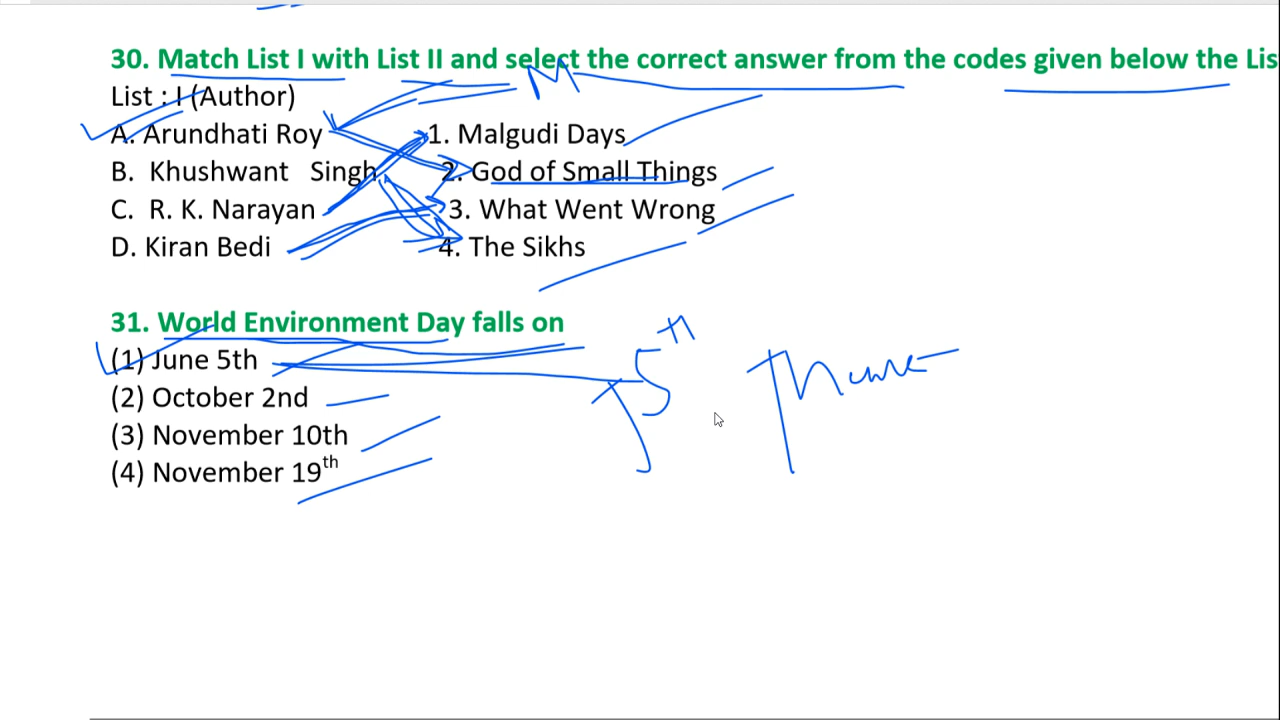 30. Match List I with List II and select the correct answer from the codes given below the Lis
M
List : I (Author)
A. Arundhati Roy 1. Malgudi Days
B. Khushwant Singh 2. God of Small Things
C. R. K. Narayan 3. What Went Wrong
D. Kiran Bedi 4. The Sikhs
31. World Environment Day falls on
(1) June 5th
(2) October 2nd
(3) November 10th
(4) November 19th
J 5th Theme